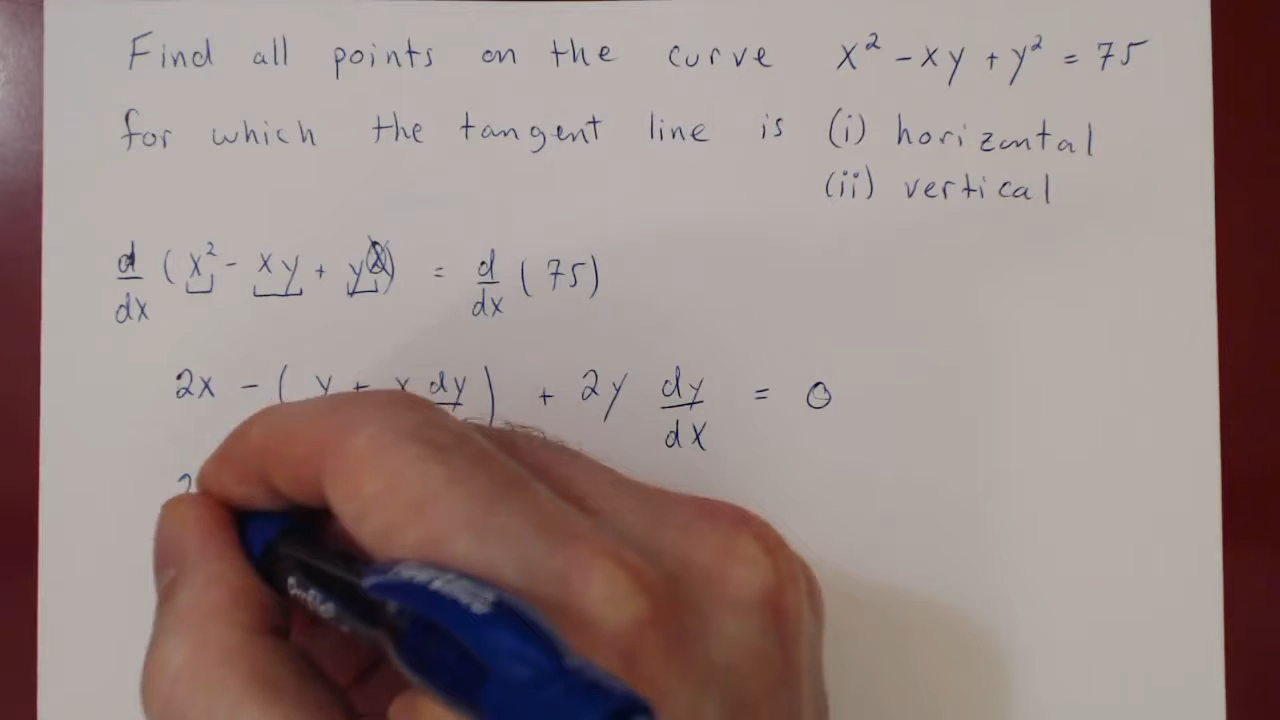 Find all points on the curve x² - xy + y² = 75
for which the tangent line is (i) horizontal
(ii) vertical
d/dx (x² - xy + y²) = d/dx (75)
2x - ( y + x dy ) + 2y dy/dx = 0
2